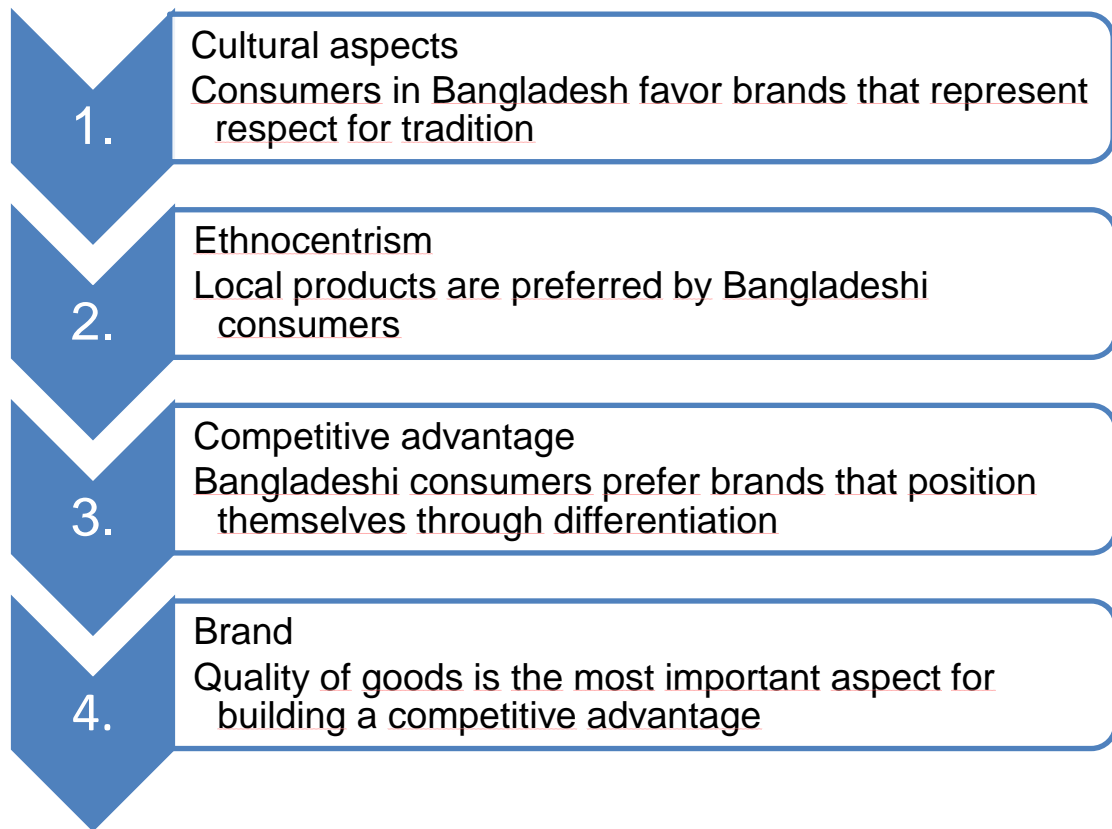 1.
Cultural aspects
Consumers in Bangladesh favor brands that represent
respect for tradition
2.
Ethnocentrism
Local products are preferred by Bangladeshi
consumers
3.
Competitive advantage
Bangladeshi consumers prefer brands that position
themselves through differentiation
4.
Brand
Quality of goods is the most important aspect for
building a competitive advantage